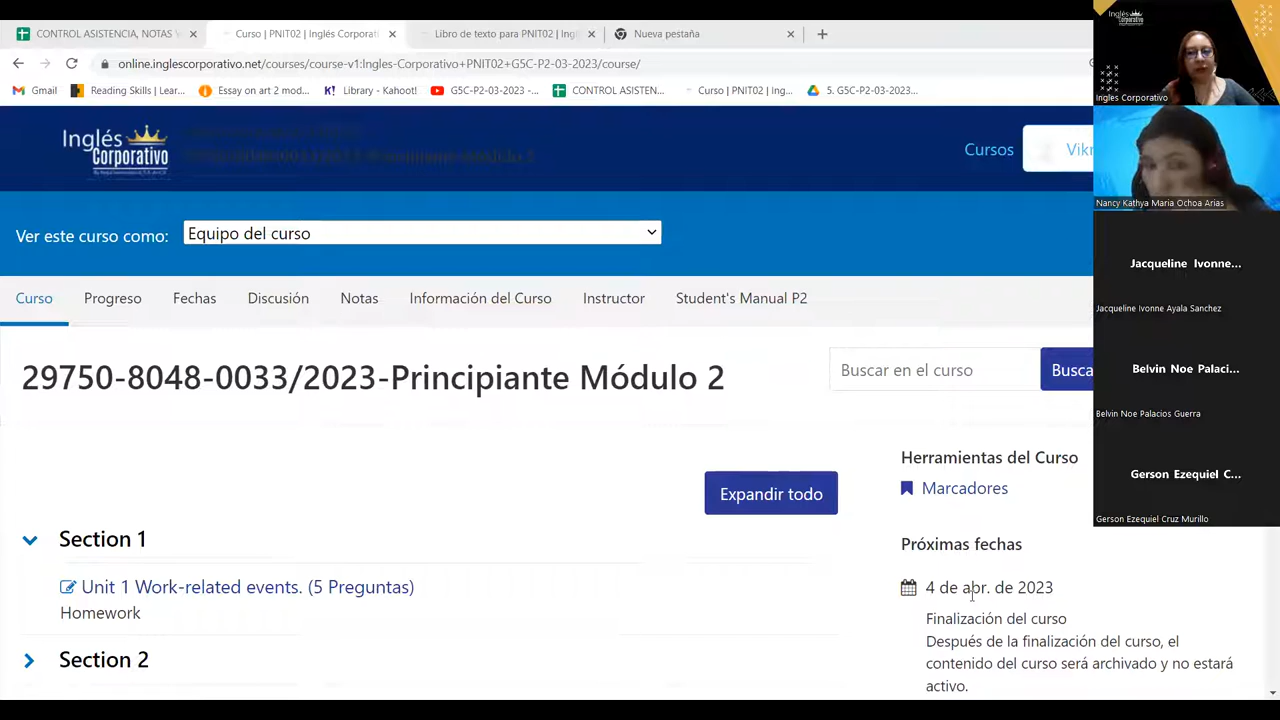 CONTROL ASISTENCIA, NOTAS
Curso | PNIT02 | Inglés Corporati
Libro de texto para PNIT02 | Ingl
Nueva pestaña
online.inglescorporativo.net/courses/course-v1:Ingles-Corporativo+PNIT02+G5C-P2-03-2023/course/
Gmail
Reading Skills | Lear...
Essay on art 2 mod...
Library - Kahoot!
G5C-P2-03-2023 -...
CONTROL ASISTEN...
Curso | PNIT02 | Ing...
5. G5C-P2-03-2023...
Inglés
Corporativo
Cursos
Vikr
Ver este curso como:
Equipo del curso
Curso
Progreso
Fechas
Discusión
Notas
Información del Curso
Instructor
Student's Manual P2
29750-8048-0033/2023-Principiante Módulo 2
Buscar en el curso
Busca
Expandir todo
Section 1
Unit 1 Work-related events. (5 Preguntas)
Homework
Section 2
Herramientas del Curso
Marcadores
Próximas fechas
4 de abr. de 2023
Finalización del curso
Después de la finalización del curso, el
contenido del curso será archivado y no estará
activo.
Inglés
Corporativo
Ingles Corporativo
Nancy Kathya Maria Ochoa Arias
Jacqueline Ivonne...
Jacqueline Ivonne Ayala Sanchez
Belvin Noe Palaci...
Belvin Noe Palacios Guerra
Gerson Ezequiel C...
Gerson Ezequiel Cruz Murillo